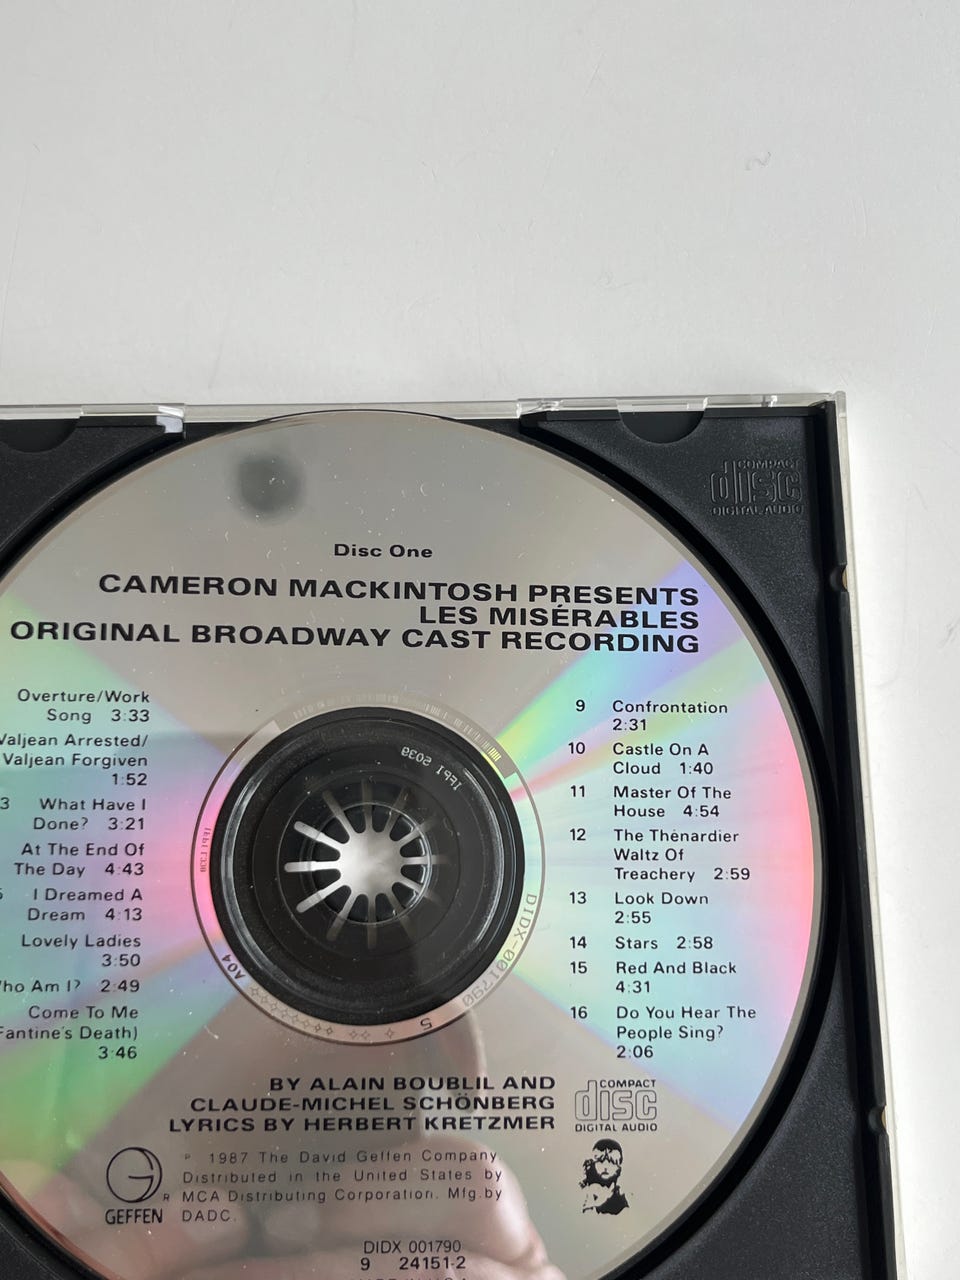 COMPACT
disc
DIGITAL AUDIO
Disc One
CAMERON MACKINTOSH PRESENTS
LES MISÉRABLES
ORIGINAL BROADWAY CAST RECORDING
Overture/Work
Song 3:33
Valjean Arrested/
Valjean Forgiven
1:52
3 What Have I
Done? 3:21
At The End Of
The Day 4:43
I Dreamed A
Dream 4:13
Lovely Ladies
3:50
Who Am I? 2:49
Come To Me
Fantine's Death)
3:46
9 Confrontation
2:31
10 Castle On A
Cloud 1:40
11 Master Of The
House 4:54
12 The Thénardier
Waltz Of
Treachery 2:59
13 Look Down
2:55
14 Stars 2:58
15 Red And Black
4:31
16 Do You Hear The
People Sing?
2:06
IFPI 2039
DIDX-001790
5
A04
BY ALAIN BOUBLIL AND
CLAUDE-MICHEL SCHÖNBERG
LYRICS BY HERBERT KRETZMER
COMPACT
disc
DIGITAL AUDIO
GEFFEN
R
℗ 1987 The David Geffen Company.
Distributed in the United States by
MCA Distributing Corporation. Mfg.by
DADC.
DIDX 001790
9 24151-2